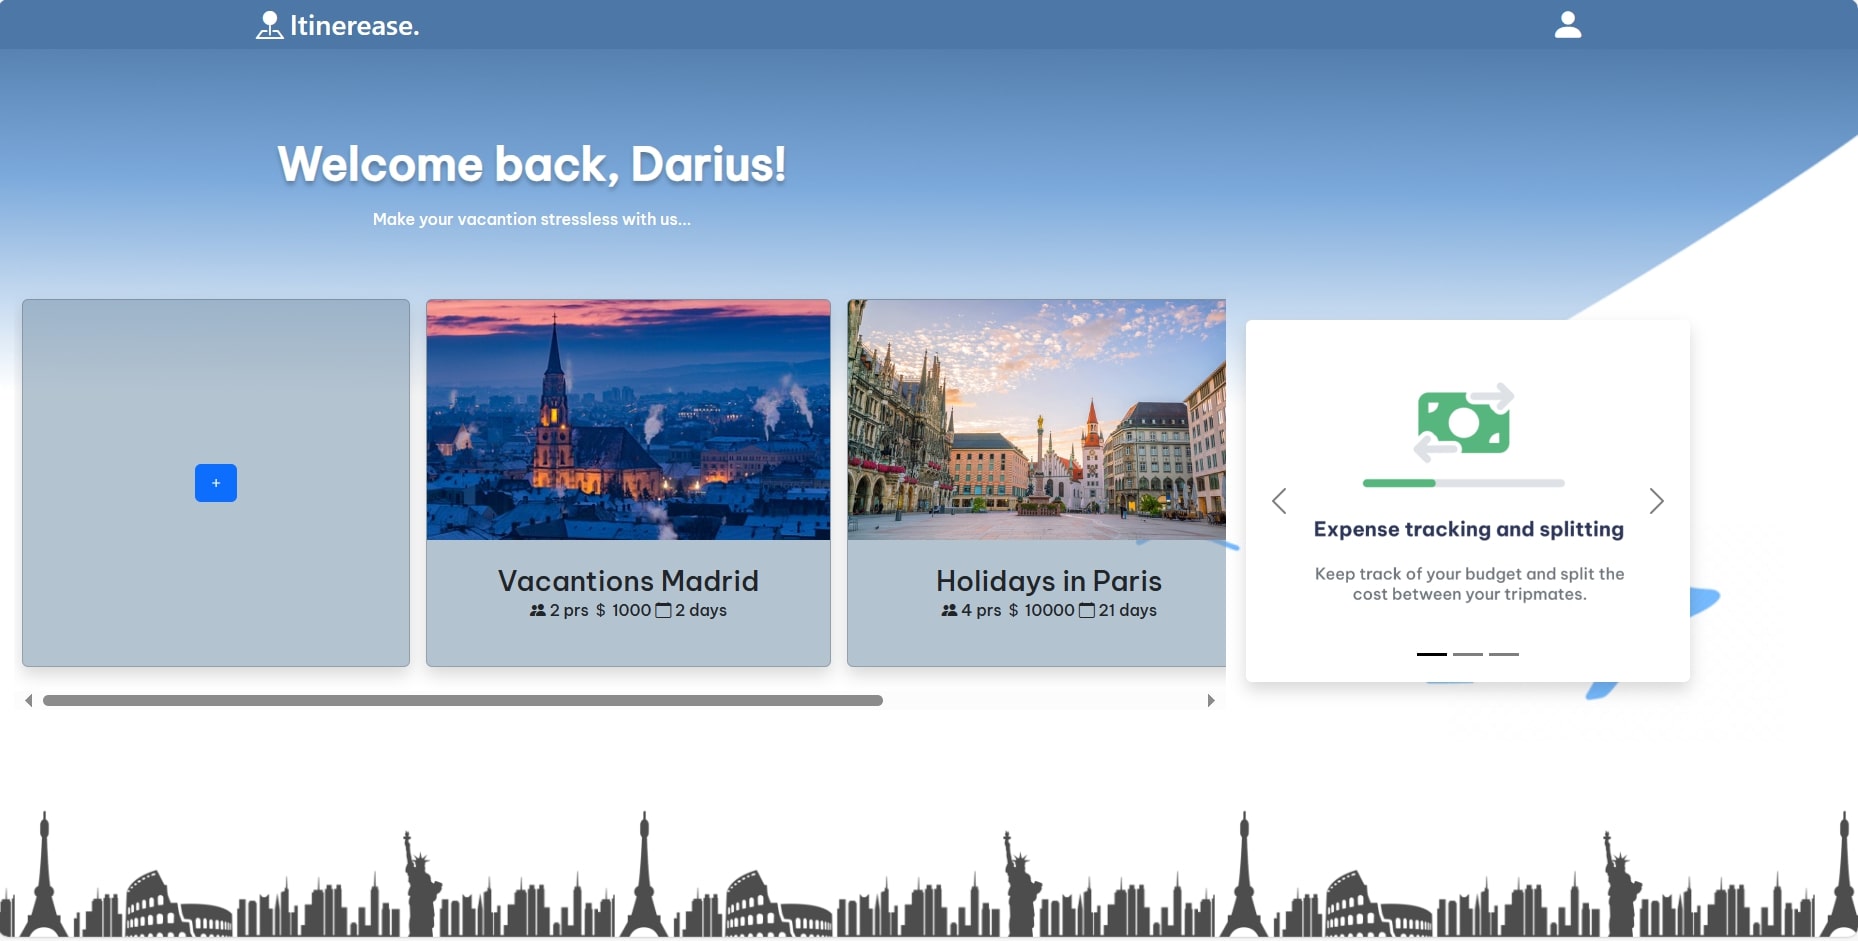 Itinerease.
Welcome back, Darius!
Make your vacantion stressless with us...
+
Vacantions Madrid
2 prs $ 1000 2 days
Holidays in Paris
4 prs $ 10000 21 days
Expense tracking and splitting
Keep track of your budget and split the
cost between your tripmates.